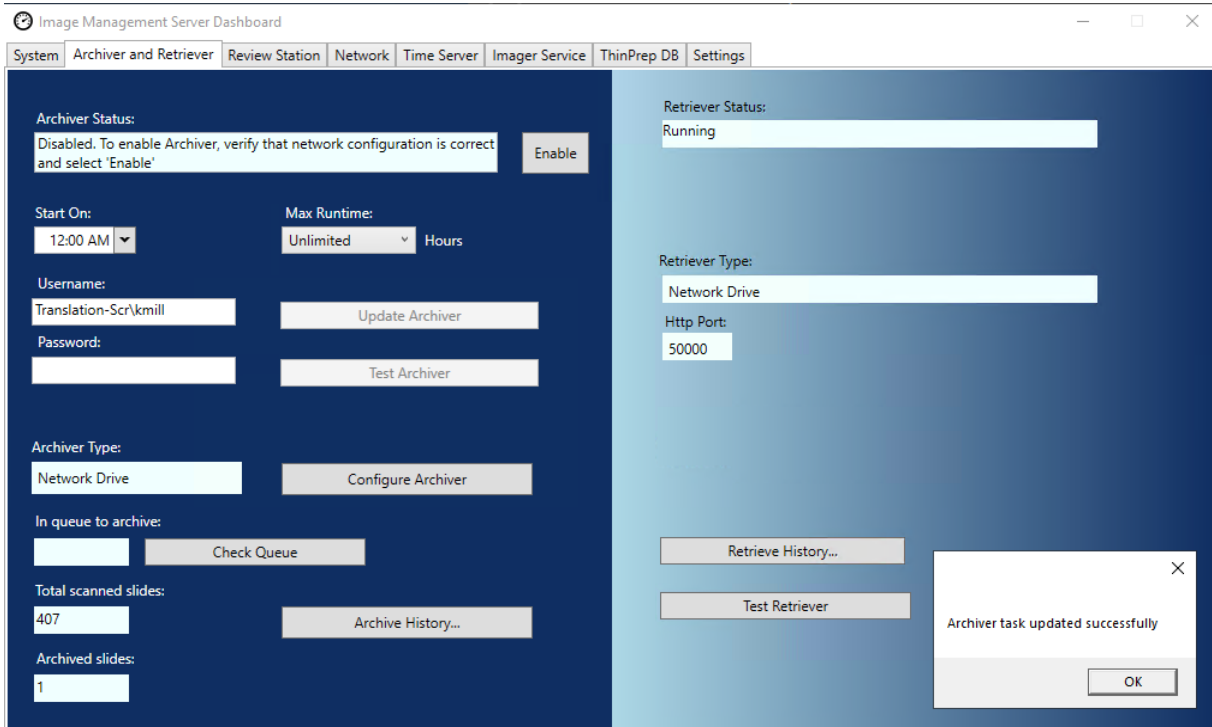 Image Management Server Dashboard
System Archiver and Retriever Review Station Network Time Server Imager Service ThinPrep DB Settings
Archiver Status:
Disabled. To enable Archiver, verify that network configuration is correct
and select 'Enable'
Enable
Start On:
12:00 AM
Max Runtime:
Unlimited
Hours
Username:
Translation-Scr\kmill
Update Archiver
Password:
Test Archiver
Archiver Type:
Network Drive
Configure Archiver
In queue to archive:
Check Queue
Total scanned slides:
407
Archive History...
Archived slides:
1
Retriever Status:
Running
Retriever Type:
Network Drive
Http Port:
50000
Retrieve History...
Test Retriever
Archiver task updated successfully
OK